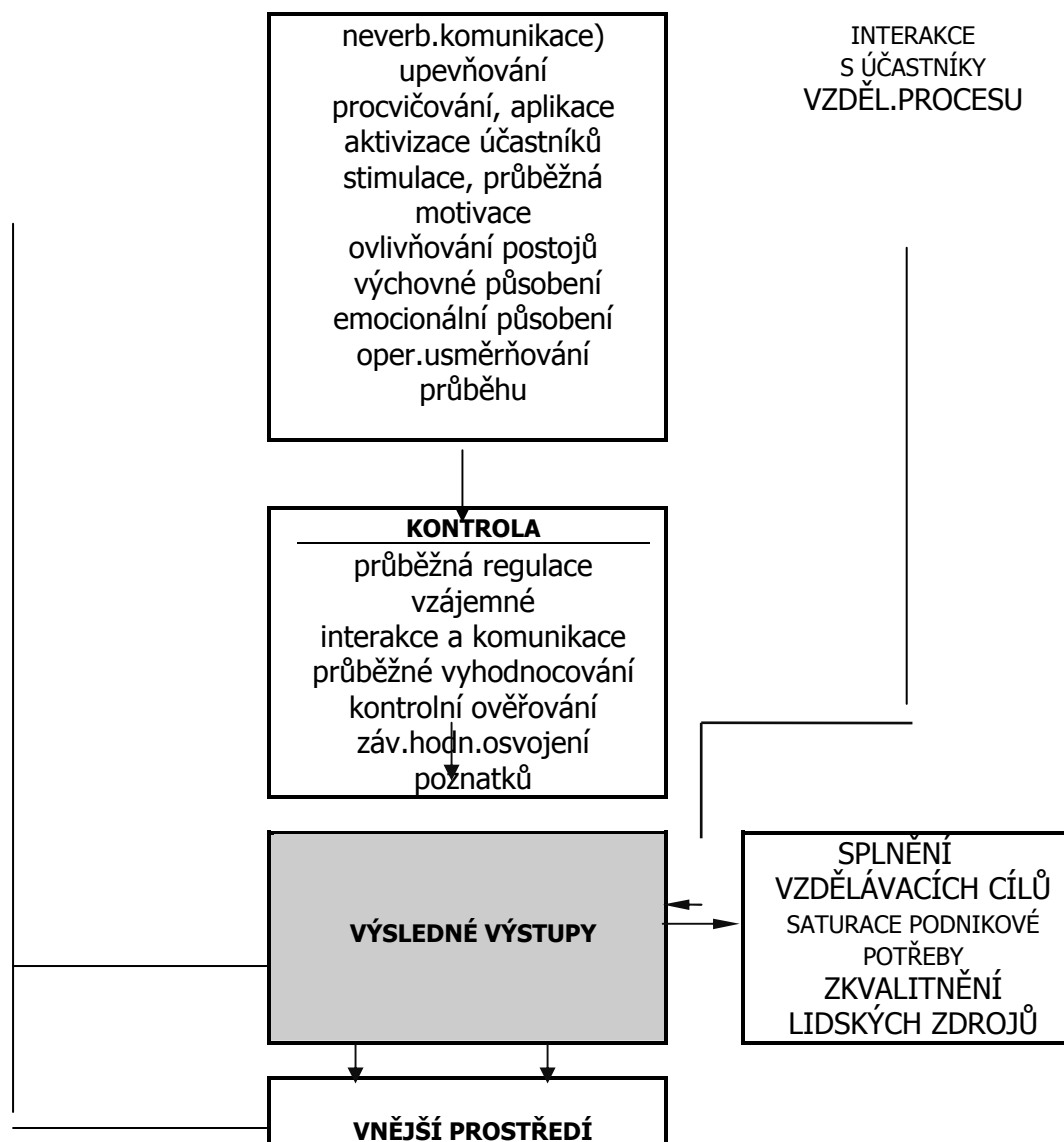 neverb.komunikace)
upevňování
procvičování, aplikace
aktivizace účastníků
stimulace, průběžná
motivace
ovlivňování postojů
výchovné působení
emocionální působení
oper.usměrňování
průběhu
INTERAKCE
S ÚČASTNÍKY
VZDĚL.PROCESU
KONTROLA
průběžná regulace
vzájemné
interakce a komunikace
průběžné vyhodnocování
kontrolní ověřování
záv.hodn.osvojení
poznatků
VÝSLEDNÉ VÝSTUPY
SPLNĚNÍ
VZDĚLÁVACÍCH CÍLŮ
SATURACE PODNIKOVÉ
POTŘEBY
ZKVALITNĚNÍ
LIDSKÝCH ZDROJŮ
VNĚJŠÍ PROSTŘEDÍ